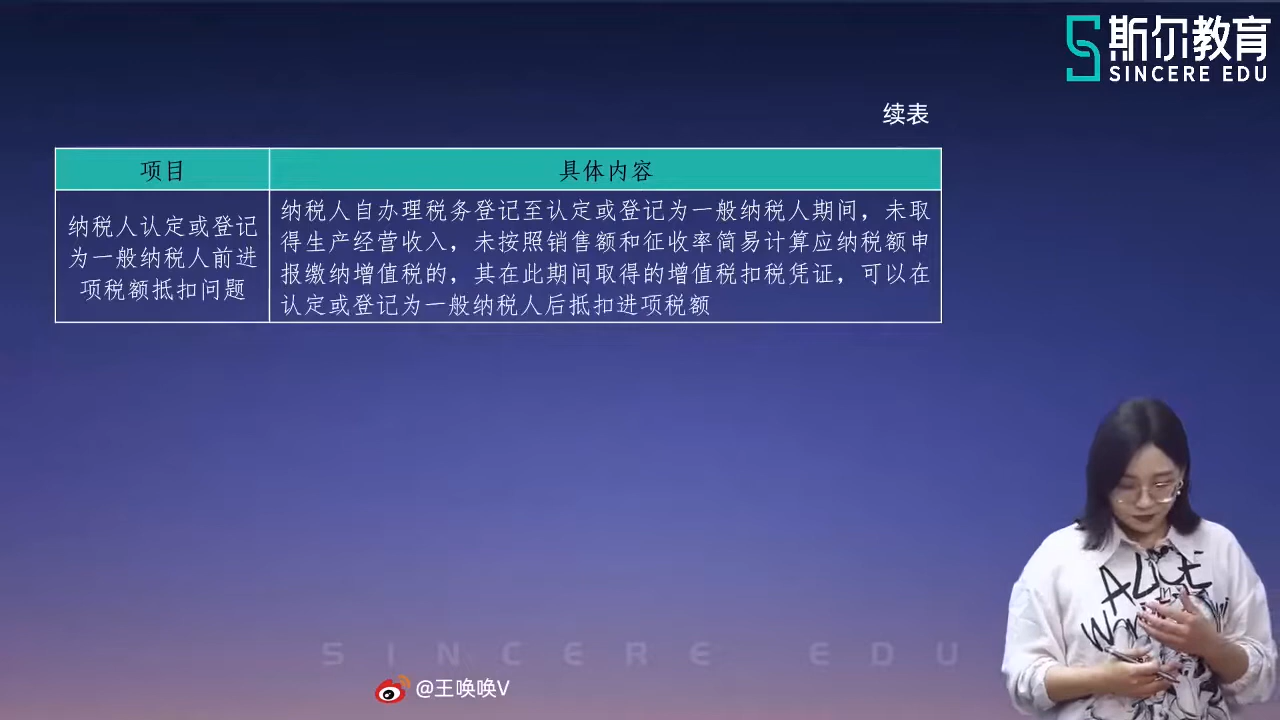 斯尔教育
SINCERE EDU
续表
项目
具体内容
纳税人认定或登记
为一般纳税人前进
项税额抵扣问题
纳税人自办理税务登记至认定或登记为一般纳税人期间，未取
得生产经营收入，未按照销售额和征收率简易计算应纳税额申
报缴纳增值税的，其在此期间取得的增值税扣税凭证，可以在
认定或登记为一般纳税人后抵扣进项税额
ALICE
in
SINCERE EDU
@王唤唤V